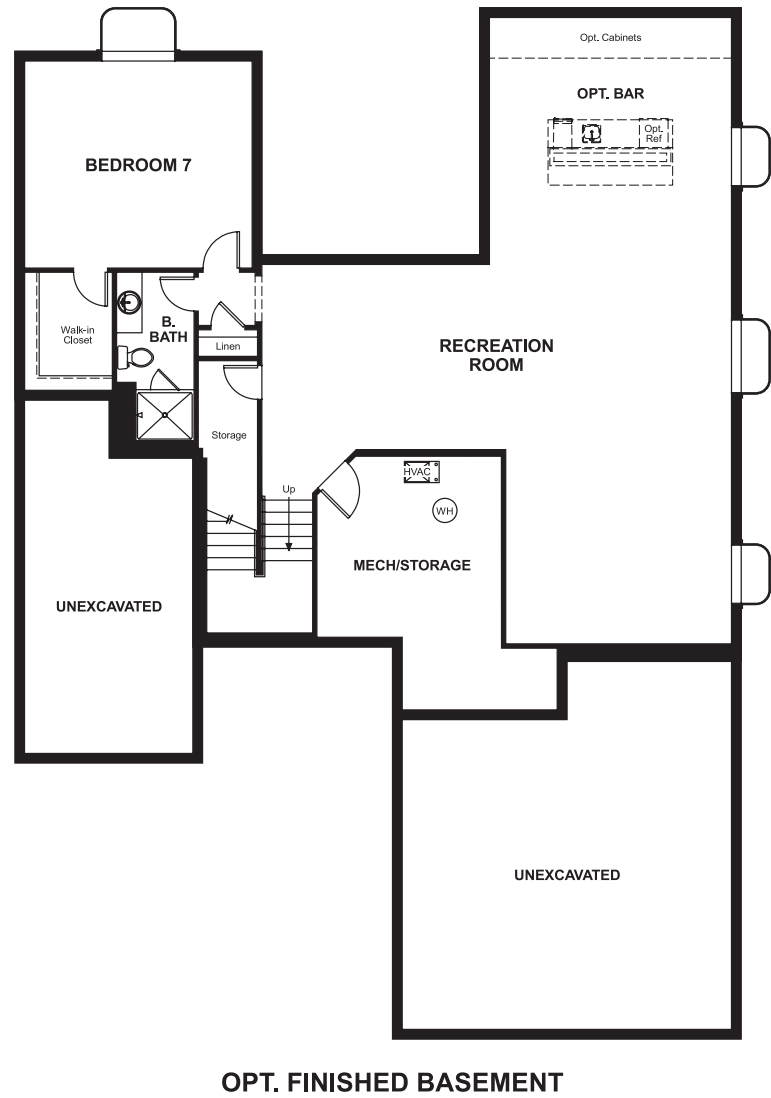 Opt. Cabinets
OPT. BAR
Opt.
Ref
BEDROOM 7
Walk-in
Closet
B.
BATH
Linen
RECREATION
ROOM
Storage
Up
HVAC
WH
MECH/STORAGE
UNEXCAVATED
UNEXCAVATED
OPT. FINISHED BASEMENT